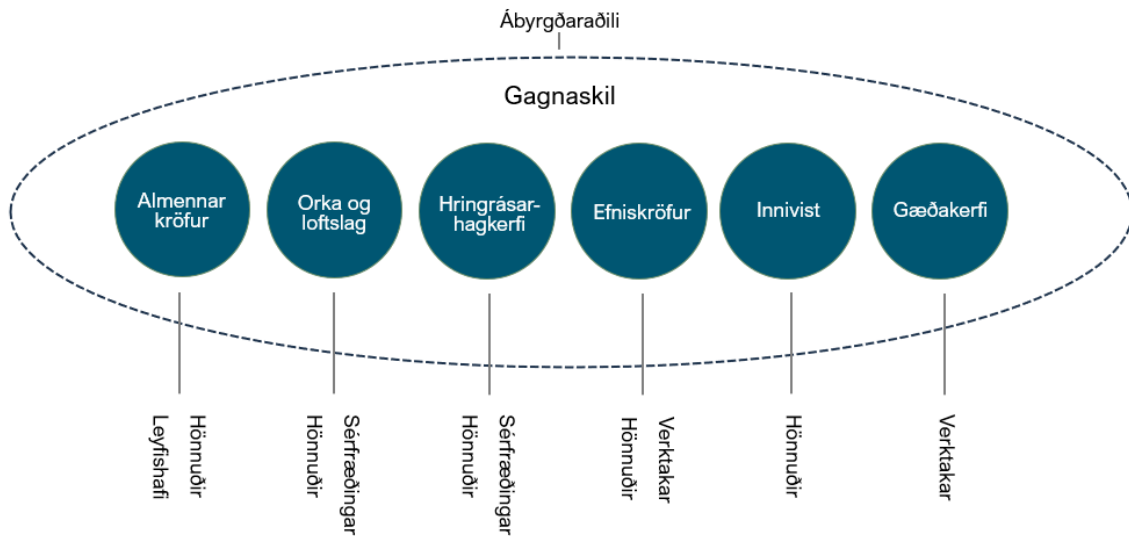 Ábyrgðaraðili
Gagnaskil
Almennar
kröfur
Orka og
loftslag
Hringrásar-
hagkerfi
Efniskröfur
Innivist
Gæðakerfi
Hönnuðir
Leyfishafi
Sérfræðingar
Hönnuðir
Sérfræðingar
Hönnuðir
Verktakar
Hönnuðir
Hönnuðir
Verktakar